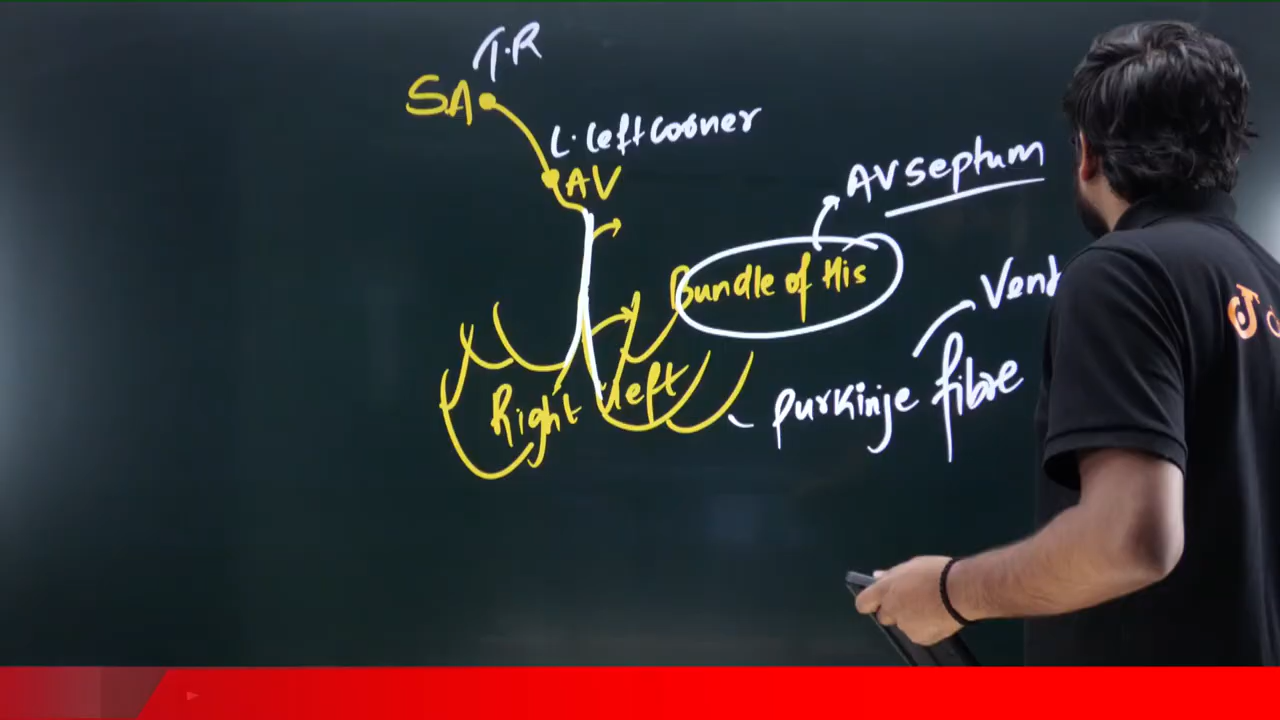 T.R
SA
L. left corner
AV
AV septum
Bundle of His
Vent
Right left
Purkinje fibre